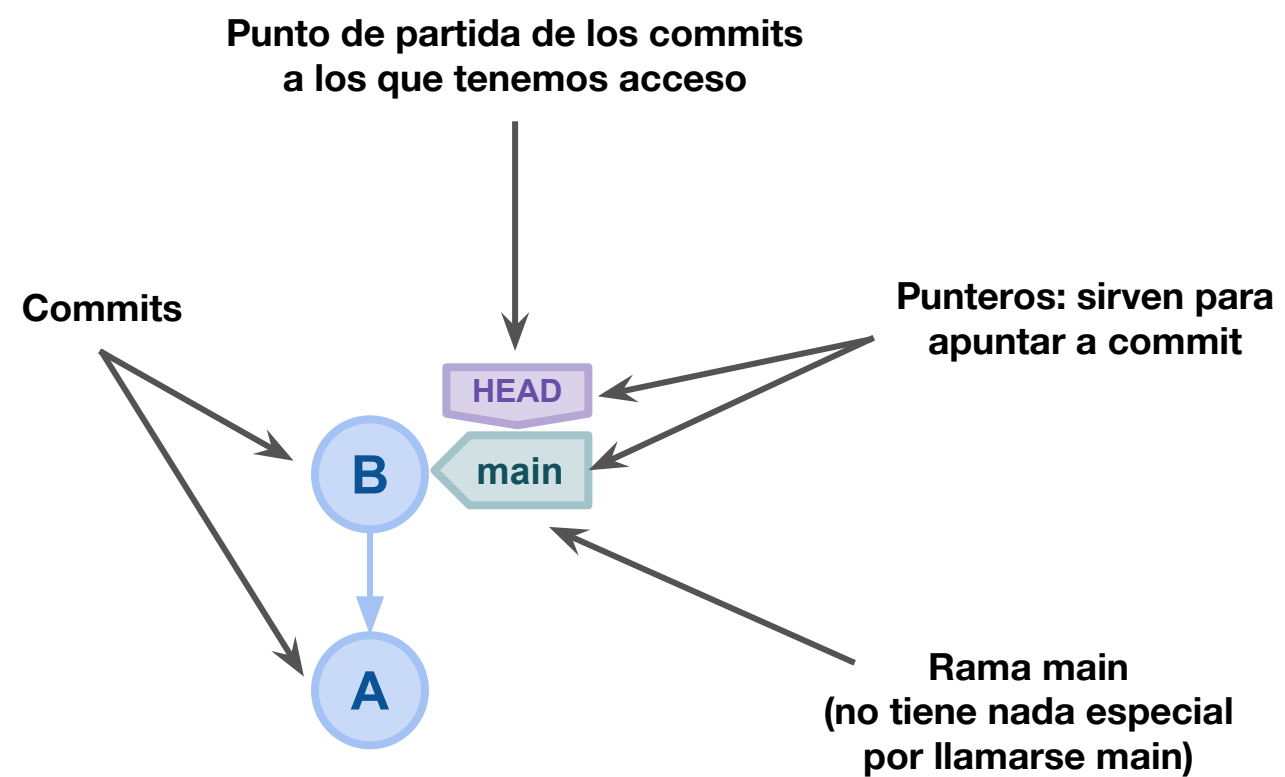 Punto de partida de los commits
a los que tenemos acceso
Commits
Punteros: sirven para
apuntar a commit
HEAD
B
main
A
Rama main
(no tiene nada especial
por llamarse main)